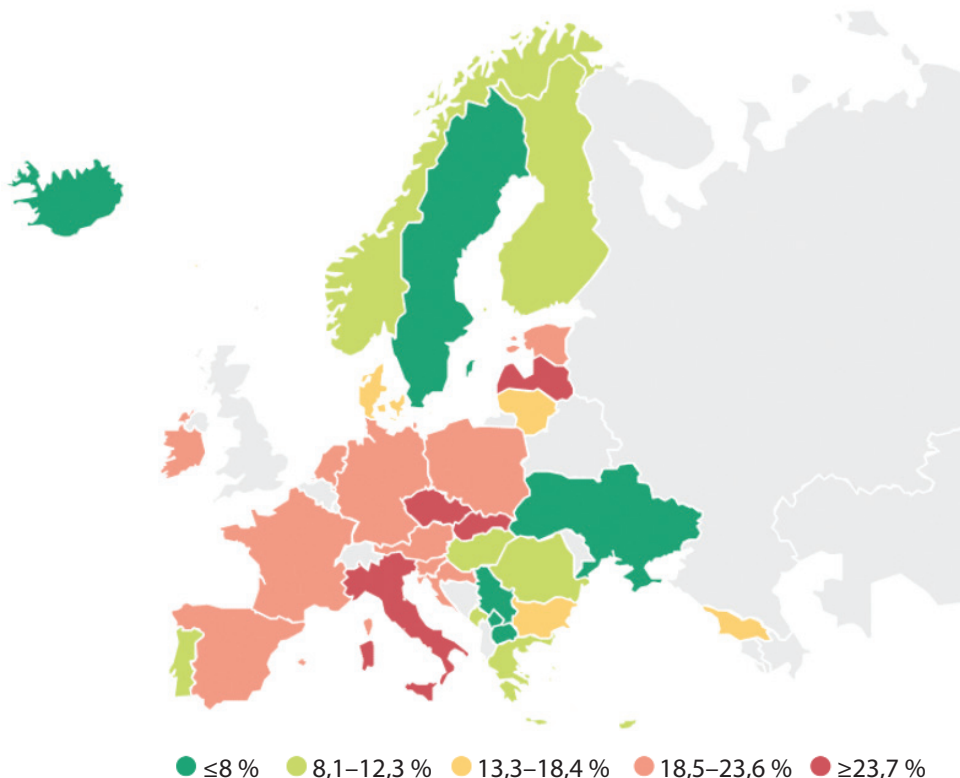 ≤8 % 8,1–12,3 % 13,3–18,4 % 18,5–23,6 % ≥23,7 %